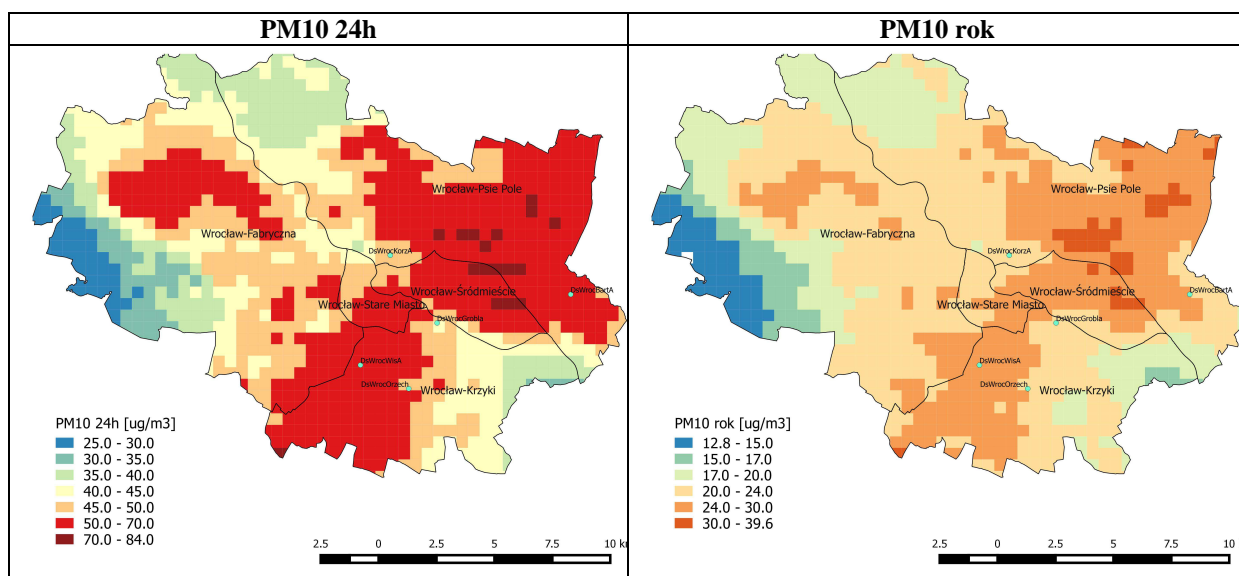 PM10 24h
PM10 rok
Wrocław-Psie Pole
Wrocław-Fabryczna
DsWrocKorzA
DsWrocBartA
Wrocław-Śródmieście
Wrocław-Stare Miasto
DsWrocGrobla
DsWrocWisA
DsWrocOrzech
Wrocław-Krzyki
PM10 24h [ug/m3]
25.0 - 30.0
30.0 - 35.0
35.0 - 40.0
40.0 - 45.0
45.0 - 50.0
50.0 - 70.0
70.0 - 84.0
2.5 0 2.5 5 7.5 10 km
Wrocław-Psie Pole
Wrocław-Fabryczna
DsWrocKorzA
DsWrocBartA
Wrocław-Śródmieście
Wrocław-Stare Miasto
DsWrocGrobla
DsWrocWisA
DsWrocOrzech
Wrocław-Krzyki
PM10 rok [ug/m3]
12.8 - 15.0
15.0 - 17.0
17.0 - 20.0
20.0 - 24.0
24.0 - 30.0
30.0 - 39.6
2.5 0 2.5 5 7.5 10